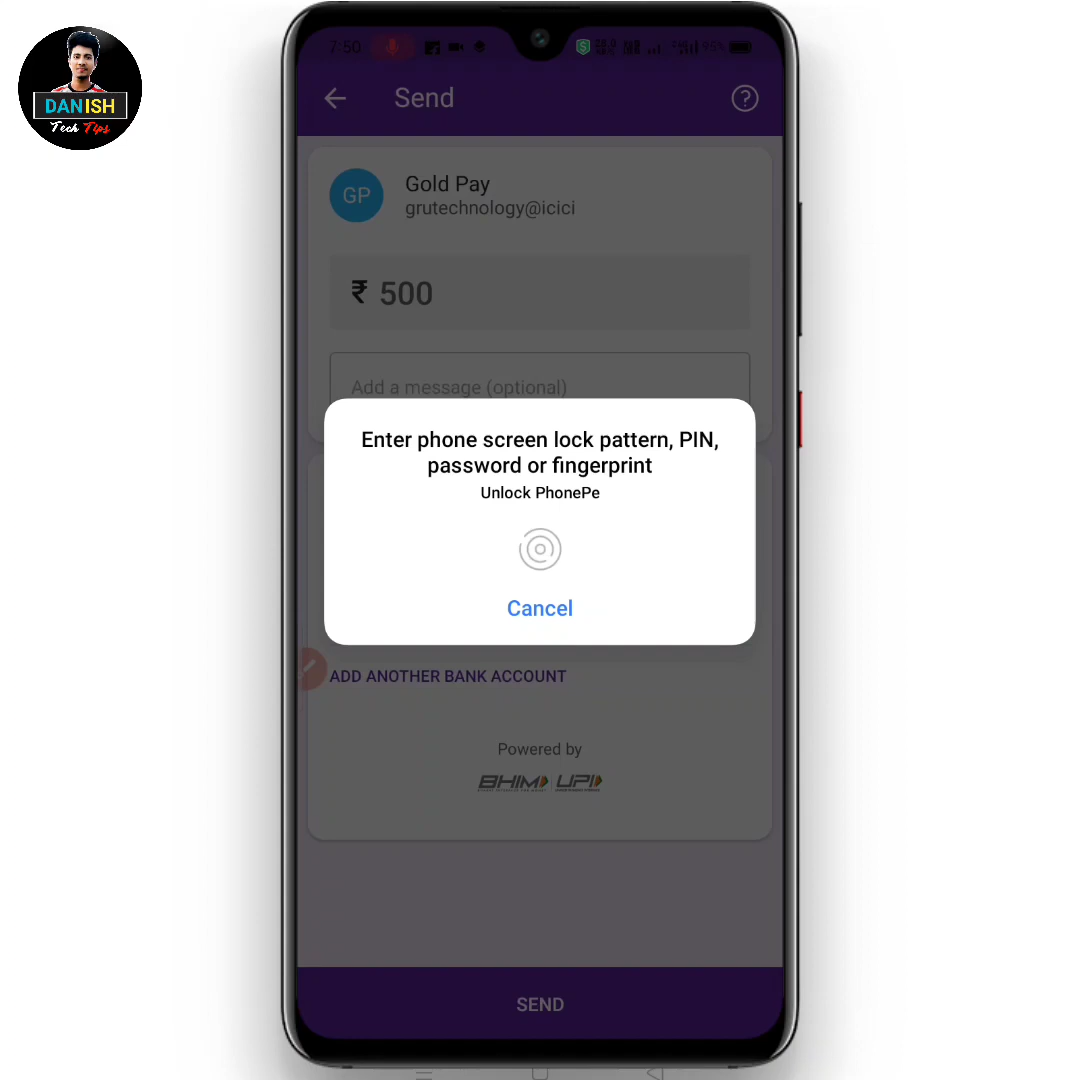 DANISH
Tech Tips
7:50
95%
Send
?
GP
Gold Pay
grutechnology@icici
₹ 500
Add a message (optional)
Enter phone screen lock pattern, PIN,
password or fingerprint
Unlock PhonePe
Cancel
ADD ANOTHER BANK ACCOUNT
Powered by
BHIM UPI
SEND